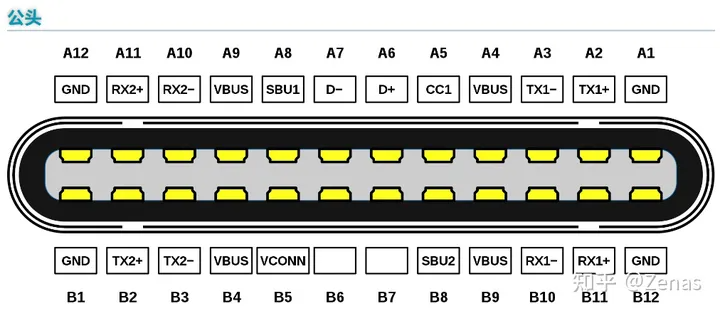 公头
A12 A11 A10 A9 A8 A7 A6 A5 A4 A3 A2 A1
GND RX2+ RX2− VBUS SBU1 D− D+ CC1 VBUS TX1− TX1+ GND
GND TX2+ TX2− VBUS VCONN SBU2 VBUS RX1− RX1+ GND
B1 B2 B3 B4 B5 B6 B7 B8 B9 B10 B11 B12
知乎 @Zenas